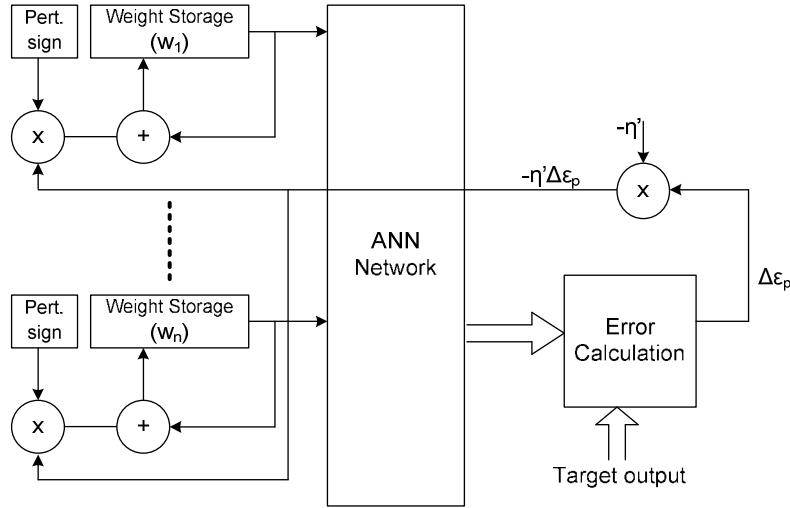 Pert.
sign
Weight Storage
(w₁)
x
+
-η'
x
-η'Δεₚ
ANN
Network
Δεₚ
Pert.
sign
Weight Storage
(wₙ)
Error
Calculation
x
+
Target output